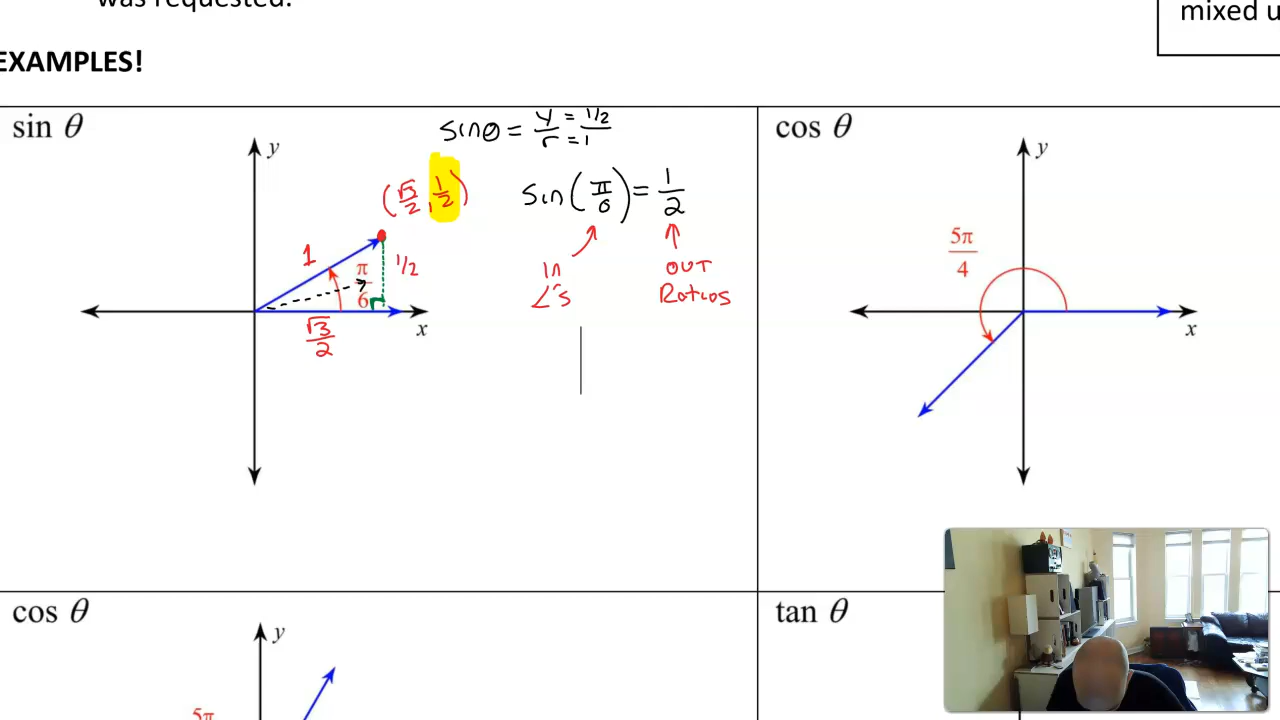 was requested.
mixed u
EXAMPLES!
sin θ
y
sinθ = y/r = 1/2 / = 1
(√3/2, 1/2)
sin(π/6) = 1/2
1
π/6
1/2
In
∠'s
OUT
Ratios
x
√3/2
cos θ
y
5π/4
x
cos θ
y
5π
tan θ